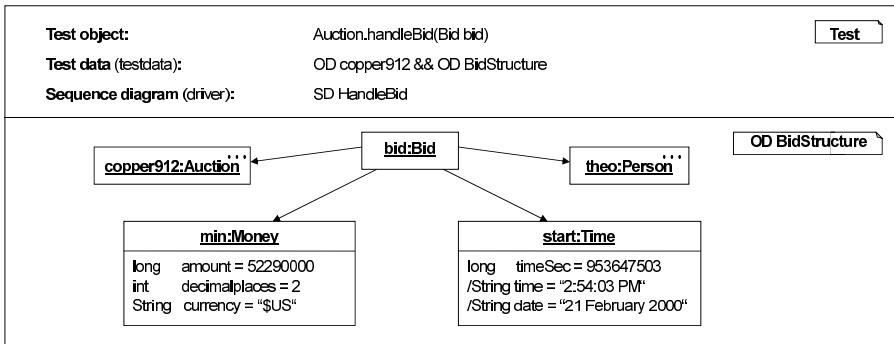 Test object: Auction.handleBid(Bid bid)
Test
Test data (testdata): OD copper912 && OD BidStructure
Sequence diagram (driver): SD HandleBid
OD BidStructure
bid:Bid
copper912:Auction
theo:Person
min:Money
long amount = 52290000
int decimalplaces = 2
String currency = "$US"
start:Time
long timeSec = 953647503
/String time = "2:54:03 PM"
/String date = "21 February 2000"